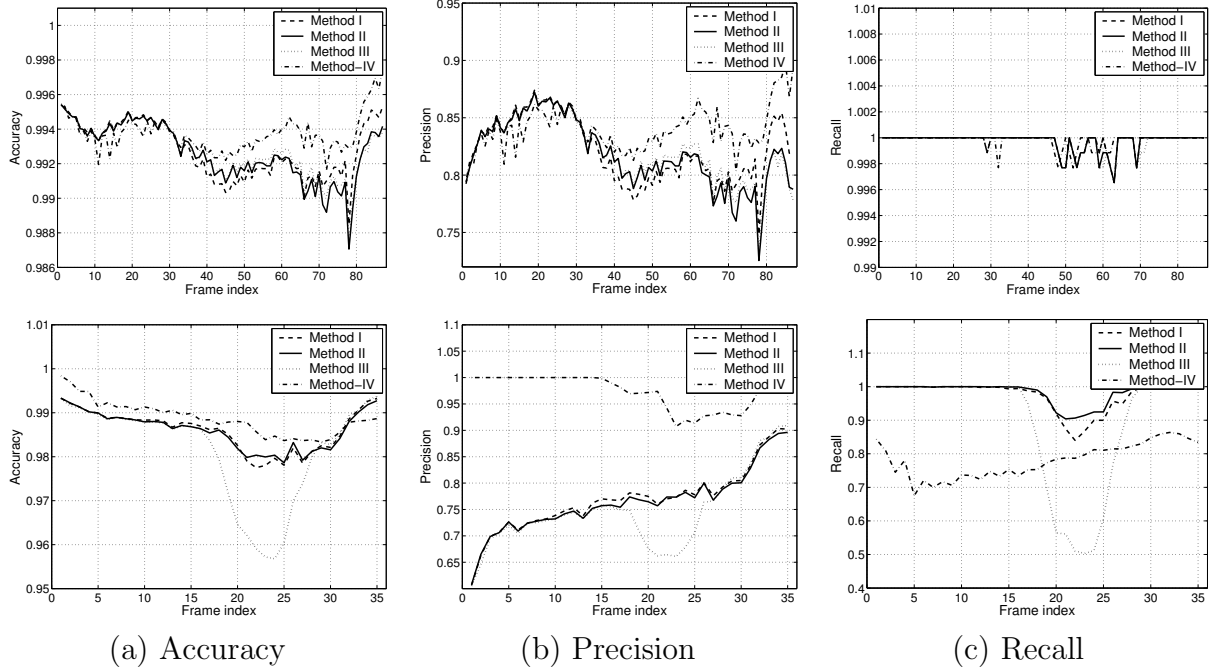 1
0.998
0.996
0.994
0.992
0.99
0.988
0.986
0 10 20 30 40 50 60 70 80
Accuracy
Frame index
Method I
Method II
Method III
Method−IV
0.95
0.9
0.85
0.8
0.75
0 10 20 30 40 50 60 70 80
Precision
Frame index
Method I
Method II
Method III
Method IV
1.01
1.008
1.006
1.004
1.002
1
0.998
0.996
0.994
0.992
0.99
0 10 20 30 40 50 60 70 80
Recall
Frame index
Method I
Method II
Method III
Method−IV
1.01
1
0.99
0.98
0.97
0.96
0.95
0 5 10 15 20 25 30 35
Accuracy
Frame index
Method I
Method II
Method III
Method−IV
1.1
1.05
1
0.95
0.9
0.85
0.8
0.75
0.7
0.65
0 5 10 15 20 25 30 35
Precision
Frame index
Method I
Method II
Method III
Method−IV
1.1
1
0.9
0.8
0.7
0.6
0.5
0.4
0 5 10 15 20 25 30 35
Recall
Frame index
Method I
Method II
Method III
Method−IV
(a) Accuracy
(b) Precision
(c) Recall